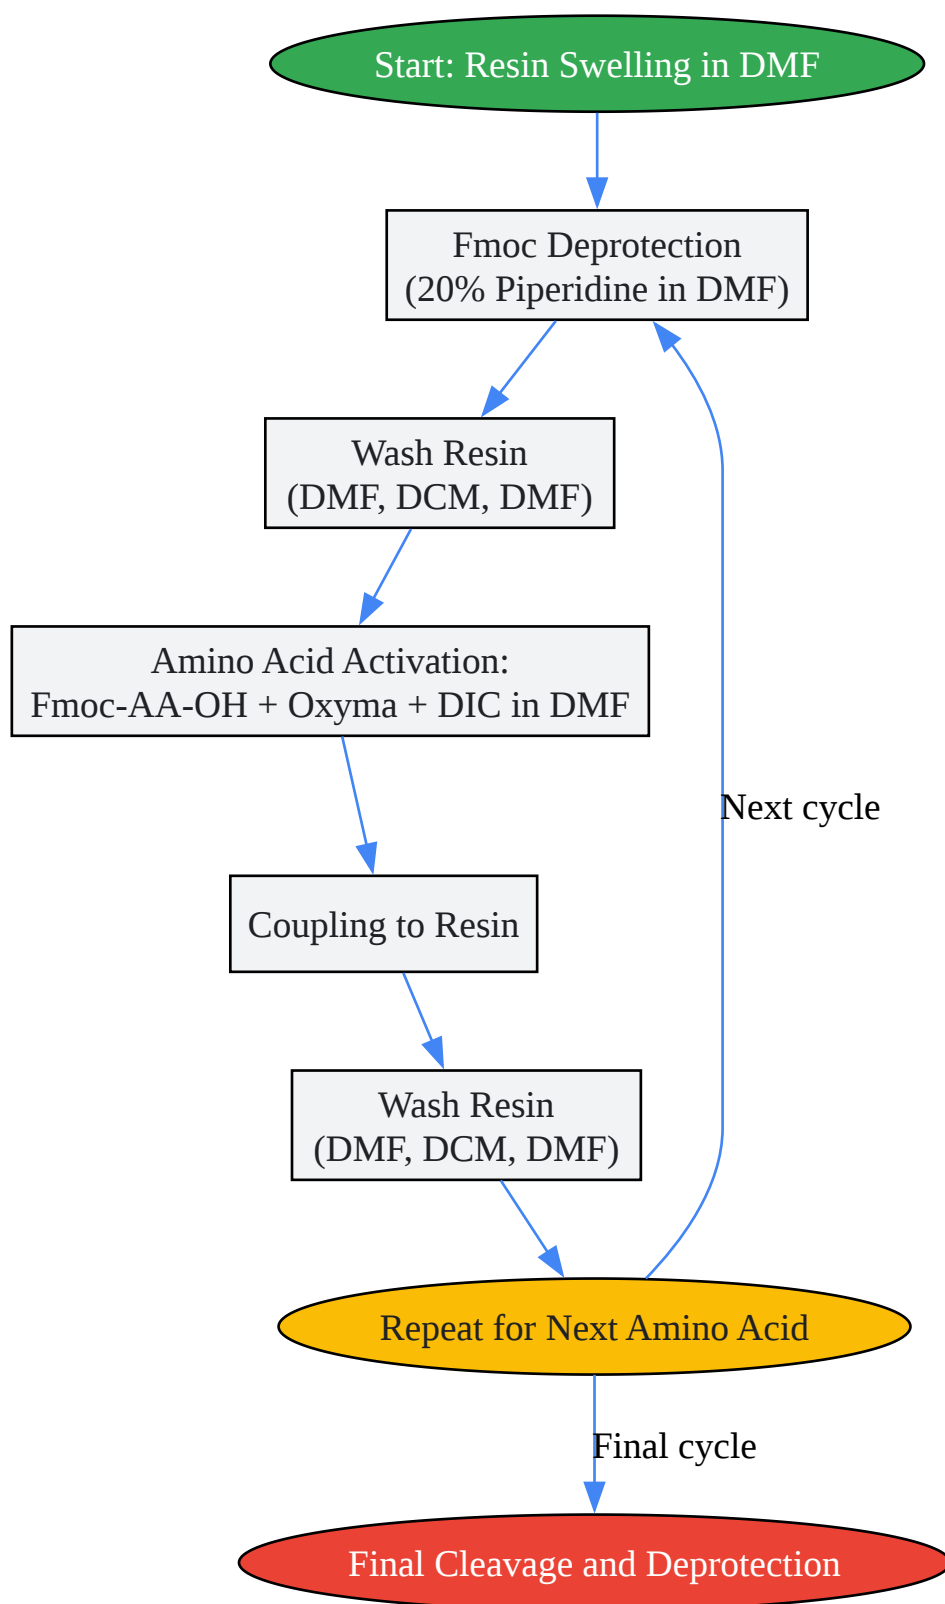 Start: Resin Swelling in DMF
Fmoc Deprotection
(20% Piperidine in DMF)
Wash Resin
(DMF, DCM, DMF)
Amino Acid Activation:
Fmoc-AA-OH + Oxyma + DIC in DMF
Next cycle
Coupling to Resin
Wash Resin
(DMF, DCM, DMF)
Repeat for Next Amino Acid
Final cycle
Final Cleavage and Deprotection